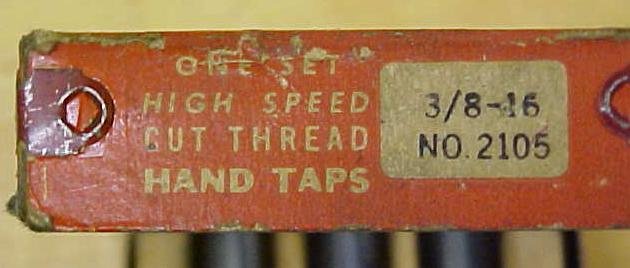 ONE SET
HIGH SPEED
CUT THREAD
HAND TAPS
3/8-16
NO. 2105